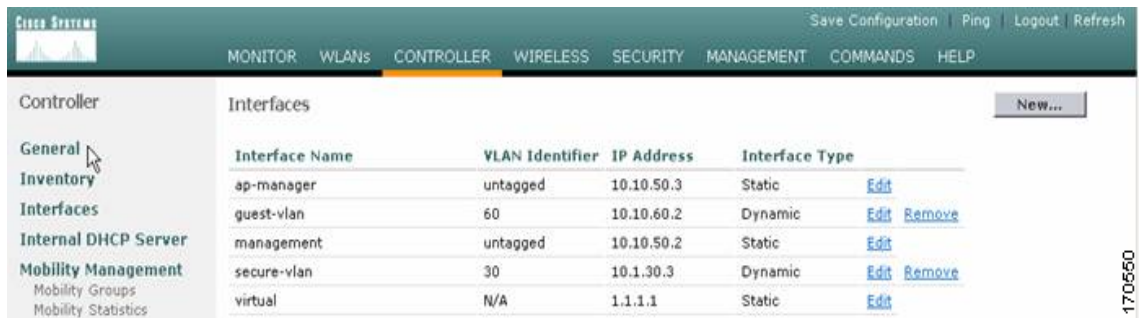 CISCO SYSTEMS
Save Configuration | Ping | Logout | Refresh
MONITOR WLANs CONTROLLER WIRELESS SECURITY MANAGEMENT COMMANDS HELP
Controller
General
Inventory
Interfaces
Internal DHCP Server
Mobility Management
Mobility Groups
Mobility Statistics
Interfaces
New...
Interface Name VLAN Identifier IP Address Interface Type
ap-manager untagged 10.10.50.3 Static Edit
guest-vlan 60 10.10.60.2 Dynamic Edit Remove
management untagged 10.10.50.2 Static Edit
secure-vlan 30 10.1.30.3 Dynamic Edit Remove
virtual N/A 1.1.1.1 Static Edit
170550